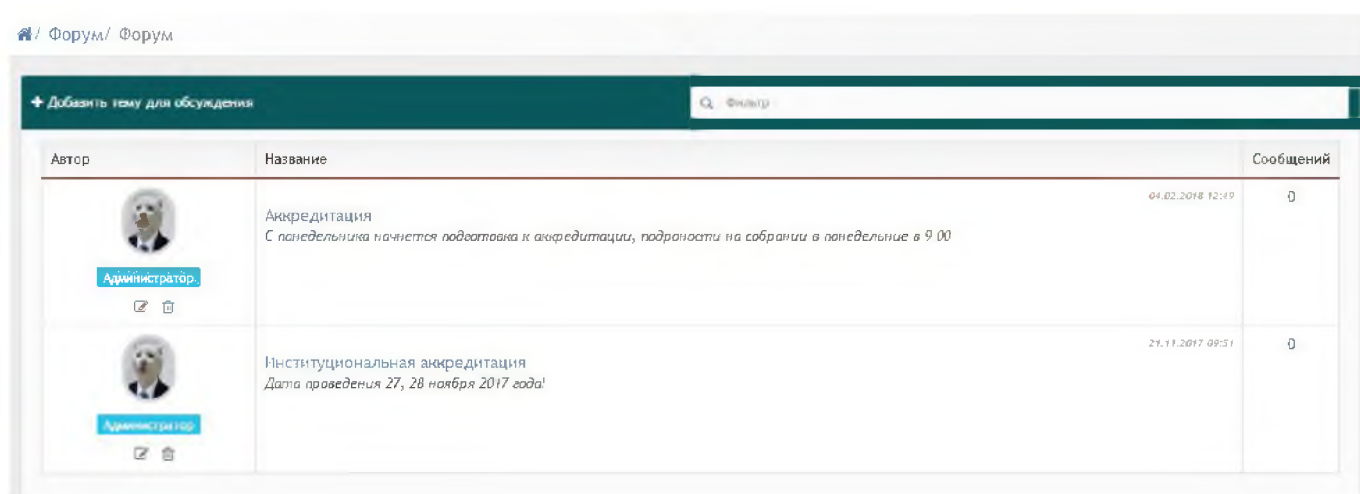 / Форум/ Форум
+ Добавить тему для обсуждения
Фильтр
Автор Название Сообщений
04.02.2018 12:49 0
Аккредитация
С понедельника начнется подготовка к аккредитации, подроности на собрании в понедельние в 9-00
Администратор
21.11.2017 09:51 0
Институциональная аккредитация
Дата проведения 27, 28 ноября 2017 года!
Администратор